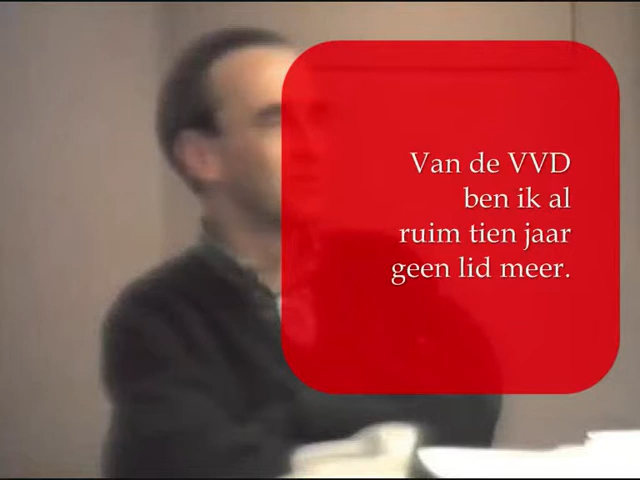 Van de VVD
ben ik al
ruim tien jaar
geen lid meer.